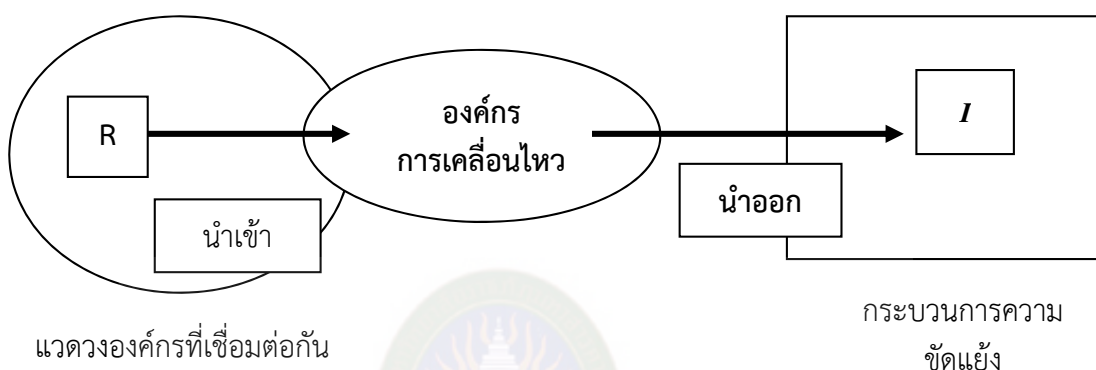 R
องค์กร
การเคลื่อนไหว
I
นำเข้า
นำออก
แวดวงองค์กรที่เชื่อมต่อกัน
กระบวนการความ
ขัดแย้ง